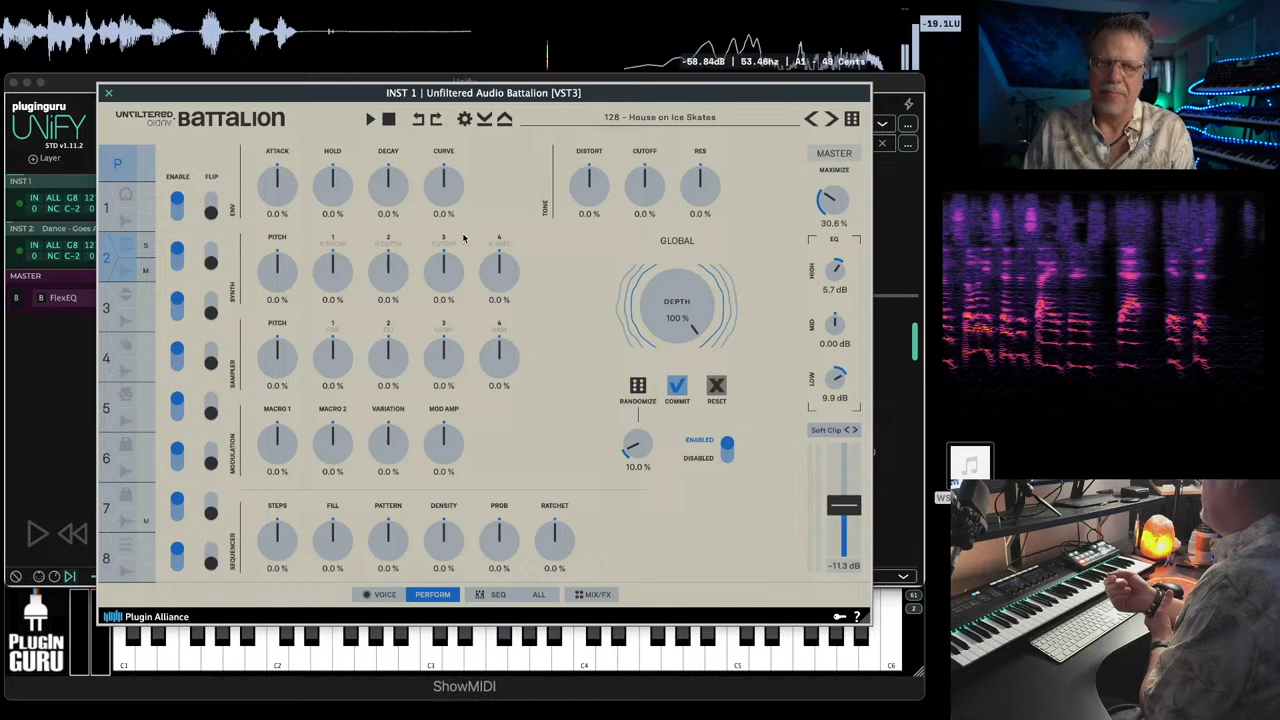 -19.1LU
-58.84dB | 53.46hz | A1 - 49 Cents
Unify
INST 1 | Unfiltered Audio Battalion [VST3]
pluginguru
UNiFY
STD v1.11.2
Layer
UNFILTERED AUDIO BATTALION
128 - House on Ice Skates
P
ENABLE FLIP
ATTACK HOLD DECAY CURVE
ENV
0.0 % 0.0 % 0.0 % 0.0 %
TONE
DISTORT CUTOFF RES
0.0 % 0.0 % 0.0 %
MASTER
MAXIMIZE
30.6 %
INST 1
IN ALL G8 12
0 0 C-2 0
INST 2: Dance - Goes A
IN ALL G8 12
0 0 C-2 0
MASTER
B B FlexEQ
1
2 S
M
3
4
5
6
7 M
8
PITCH 1 2 3 4
P. DEPTH CUTOFF
SYNTH
0.0 % 0.0 % 0.0 % 0.0 % 0.0 %
PITCH 1 2 3 4
SAMPLER
0.0 % 0.0 % 0.0 % 0.0 % 0.0 %
MACRO 1 MACRO 2 VARIATION MOD AMP
MODULATION
0.0 % 0.0 % 0.0 % 0.0 %
STEPS FILL PATTERN DENSITY PROB RATCHET
SEQUENCER
0.0 % 0.0 % 0.0 % 0.0 % 0.0 % 0.0 %
GLOBAL
DEPTH
100 %
RANDOMIZE COMMIT RESET
10.0 %
ENABLED
DISABLED
EQ
HIGH
5.7 dB
MID
0.00 dB
LOW
9.9 dB
Soft Clip
-11.3 dB
VOICE PERFORM SEQ ALL MIX/FX
Plugin Alliance
?
61
2
PLUGIN
GURU
C1 C2 C3 C4 C5 C6
ShowMIDI
WS